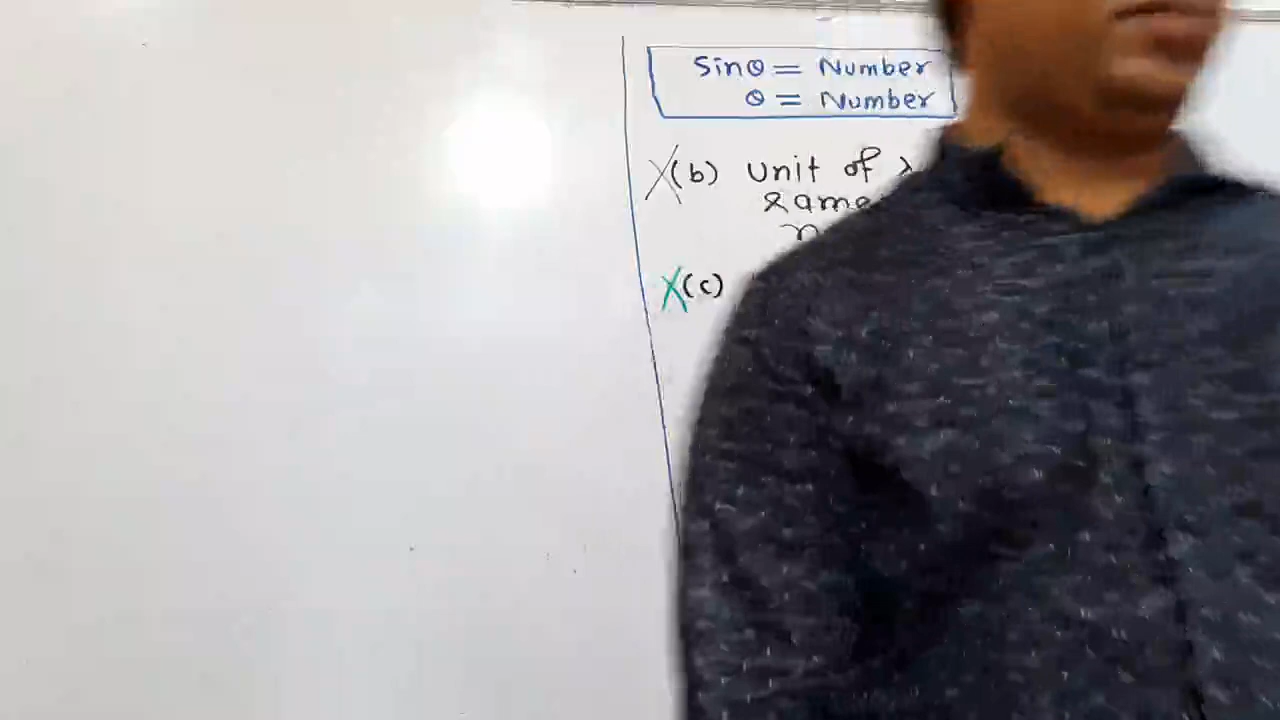 Sinθ = Number
θ = Number
X(b) unit of λ
same
X(c)